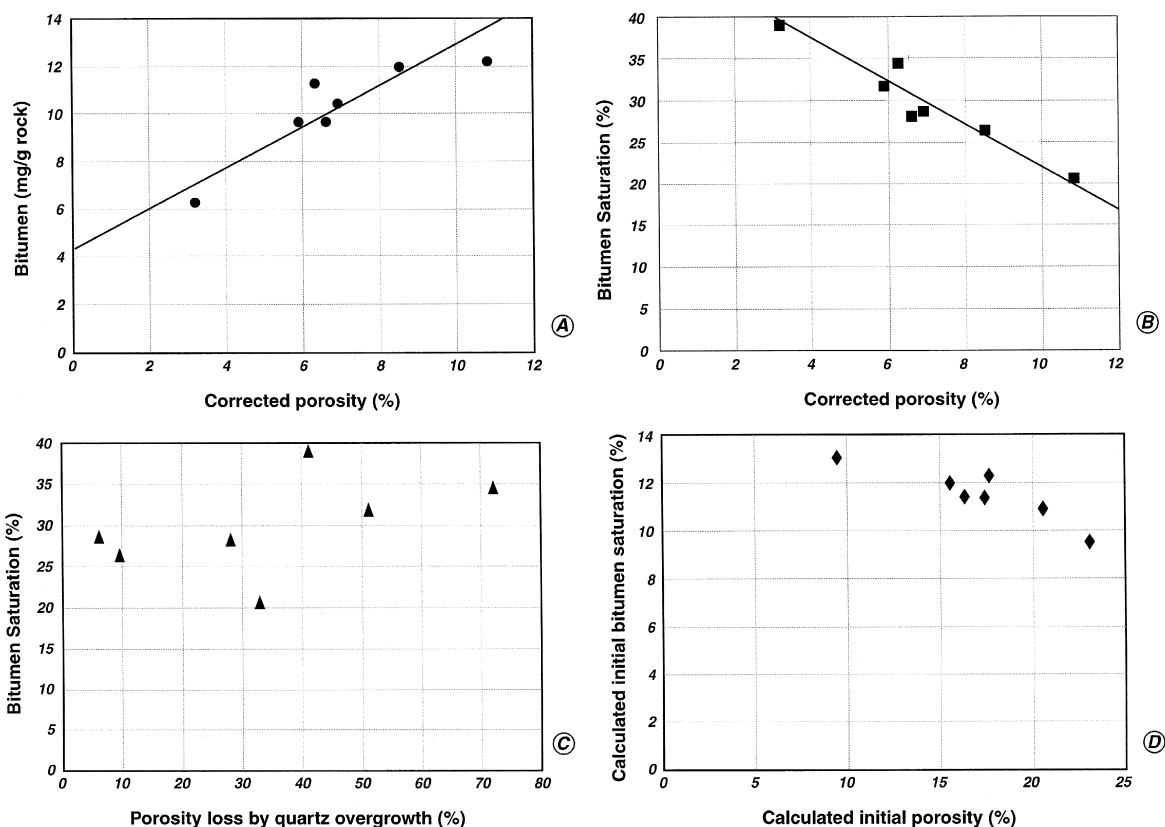 14
12
10
8
6
4
2
0
Bitumen (mg/g rock)
0 2 4 6 8 10 12
Corrected porosity (%)
A
40
35
30
25
20
15
10
5
0
Bitumen Saturation (%)
0 2 4 6 8 10 12
Corrected porosity (%)
B
40
35
30
25
20
15
10
5
0
Bitumen Saturation (%)
0 10 20 30 40 50 60 70 80
Porosity loss by quartz overgrowth (%)
C
14
12
10
8
6
4
2
0
Calculated initial bitumen saturation (%)
0 5 10 15 20 25
Calculated initial porosity (%)
D